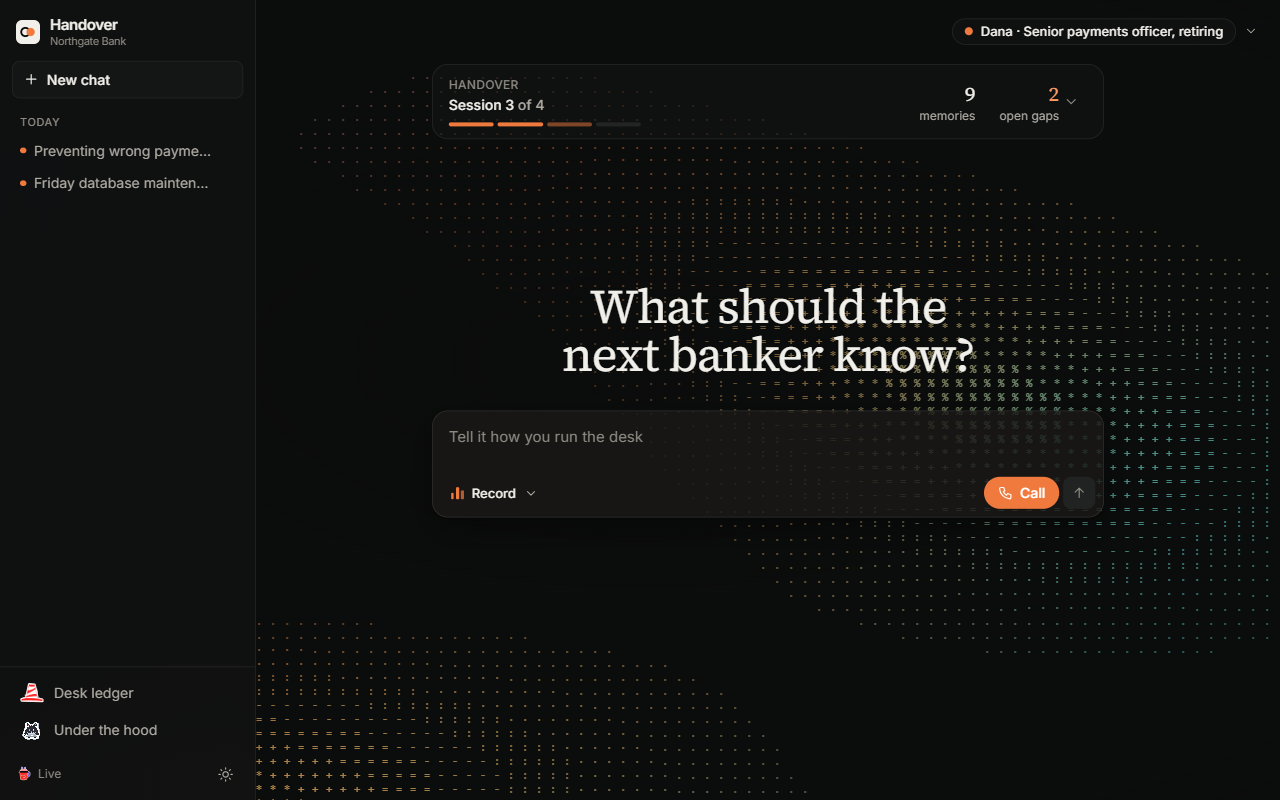 Handover
Northgate Bank
New chat
TODAY
Preventing wrong payme...
Friday database mainten...
Desk ledger
Under the hood
Live
Dana · Senior payments officer, retiring
HANDOVER
Session 3 of 4
9
memories
2
open gaps
What should the
next banker know?
Tell it how you run the desk
Record
Call